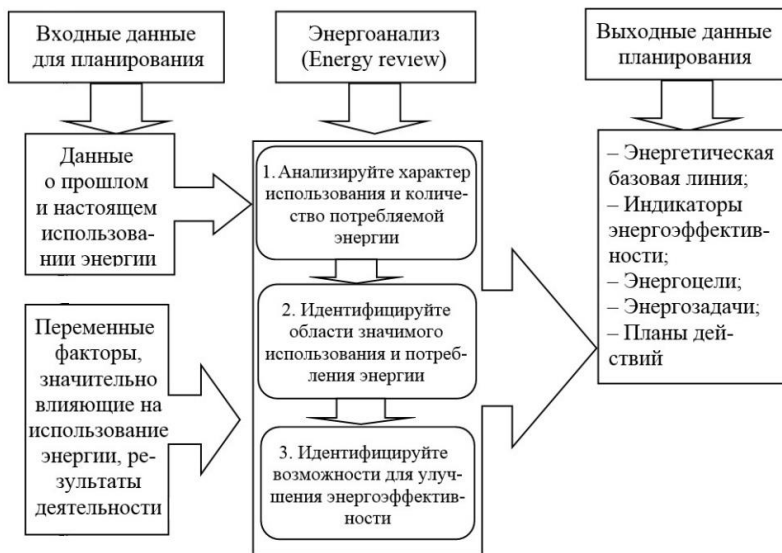 Входные данные
для планирования
Энергоанализ
(Energy review)
Выходные данные
планирования
Данные
о прошлом
и настоящем
использова-
нии энергии
Переменные
факторы,
значительно
влияющие на
использование
энергии, ре-
зультаты
деятельности
1. Анализируйте характер
использования и количе-
ство потребляемой
энергии
2. Идентифицируйте
области значимого
использования и потреб-
ления энергии
3. Идентифицируйте
возможности для улуч-
шения энергоэффектив-
ности
– Энергетическая
базовая линия;
– Индикаторы
энергоэффектив-
ности;
– Энергоцели;
– Энергозадачи;
– Планы дей-
ствий